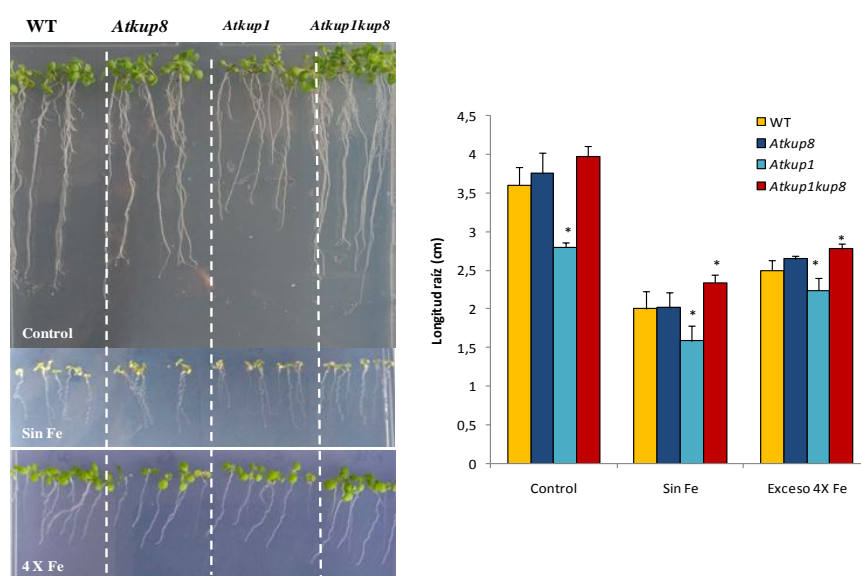 WT Atkup8 Atkup1 Atkup1kup8
Control
Sin Fe
4 X Fe
Longitud raíz (cm)
4,5
4
3,5
3
2,5
2
1,5
1
0,5
0
WT
Atkup8
Atkup1
Atkup1kup8
*
*
*
*
*
Control Sin Fe Exceso 4X Fe